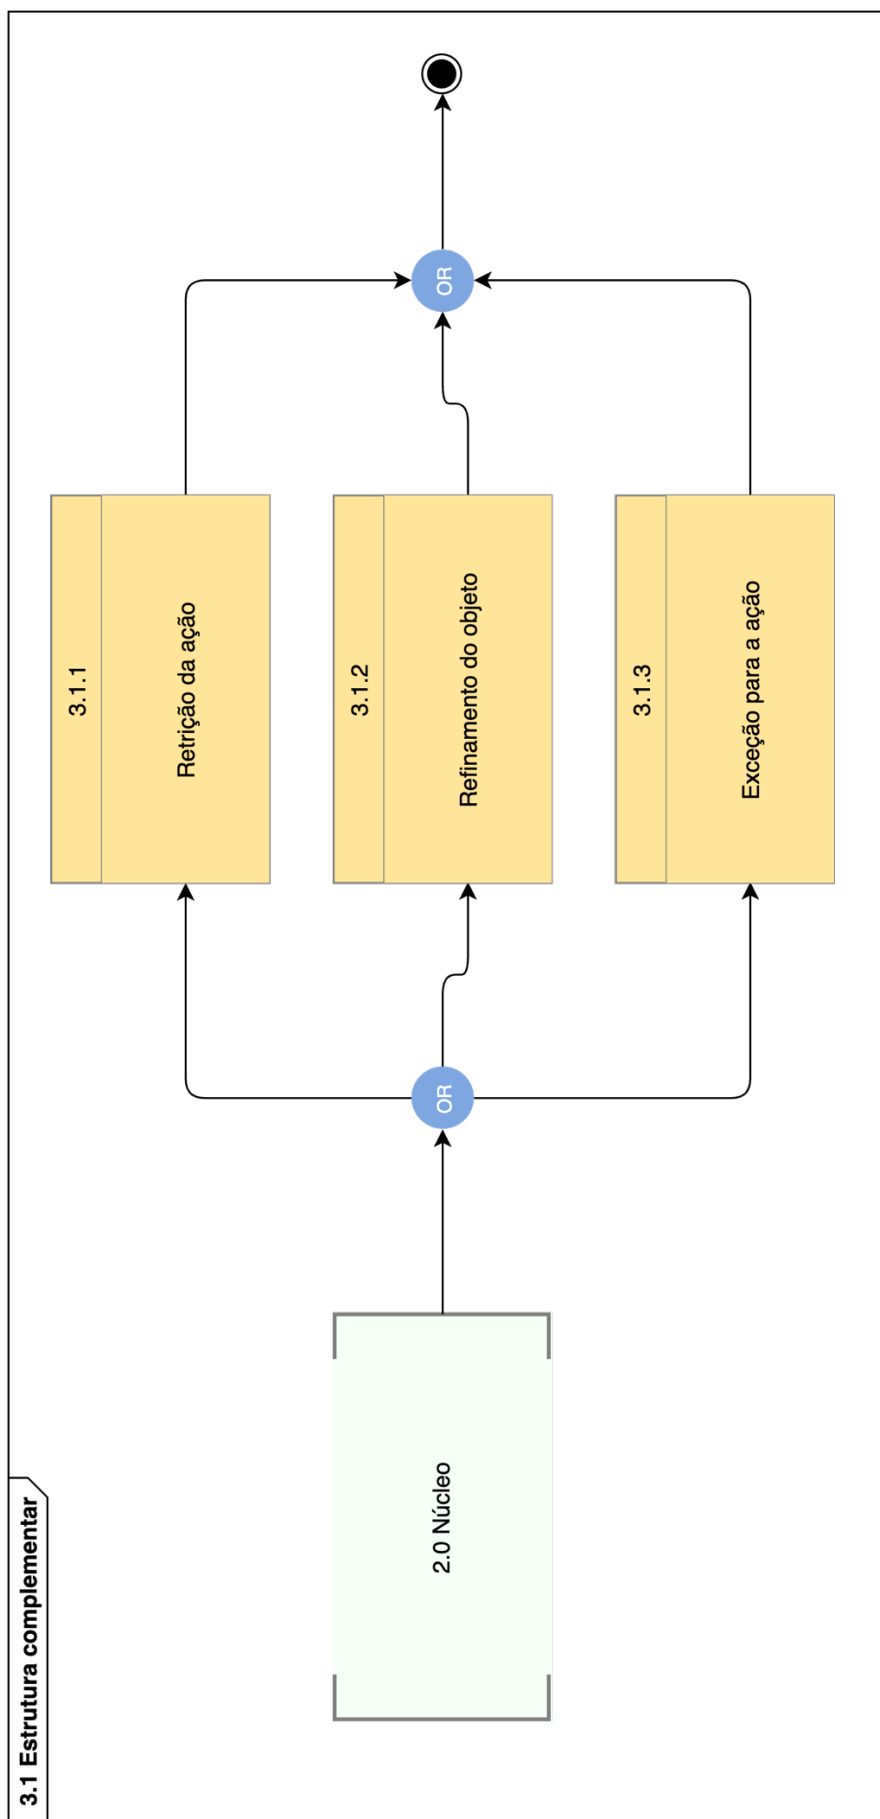 3.1 Estrutura complementar
2.0 Núcleo
OR
3.1.1
Retrição da ação
3.1.2
Refinamento do objeto
3.1.3
Exceção para a ação
OR